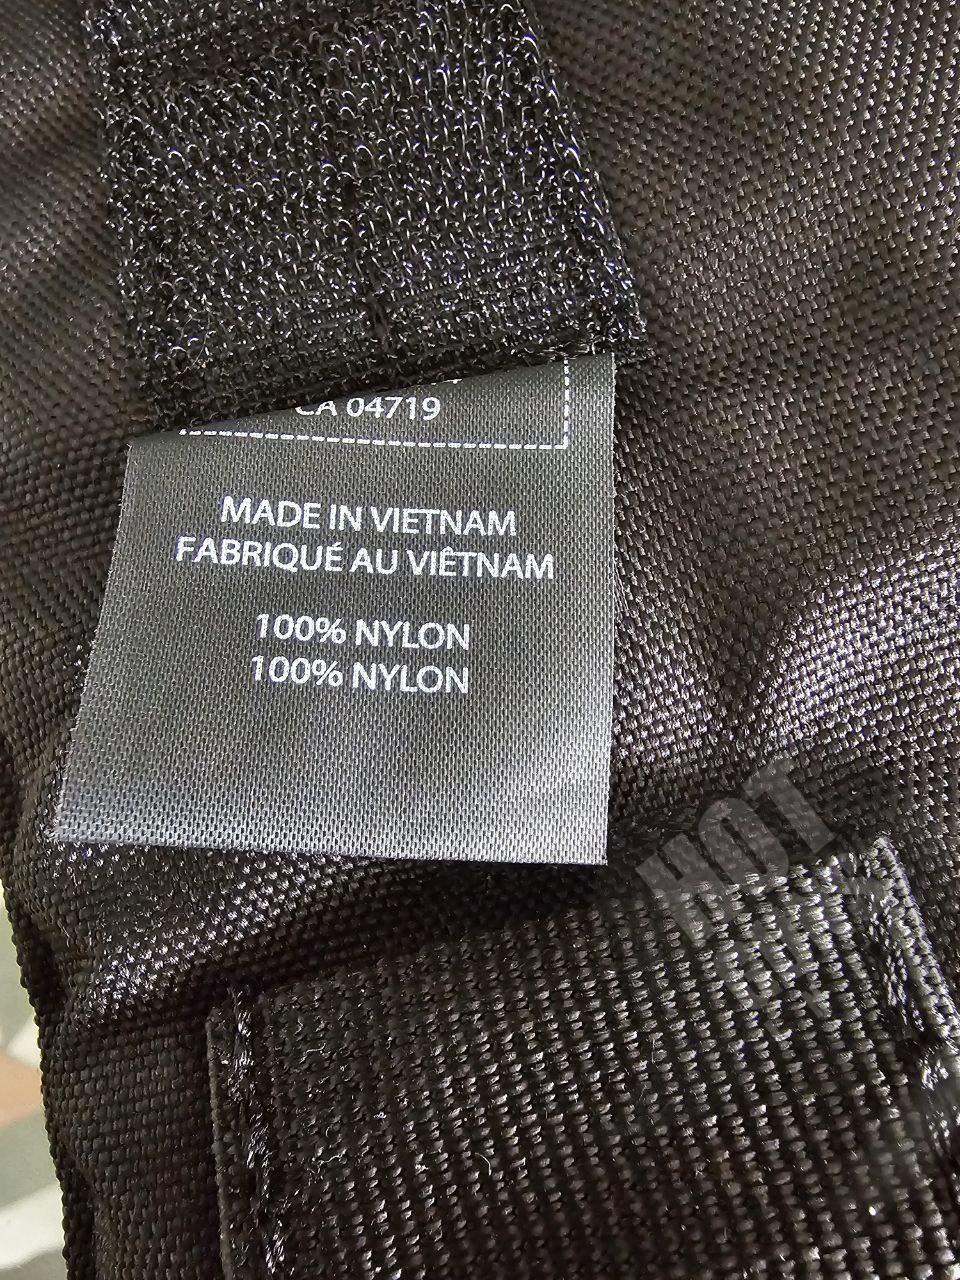 CA 04719
MADE IN VIETNAM
FABRIQUÉ AU VIÊTNAM
100% NYLON
100% NYLON
HOT